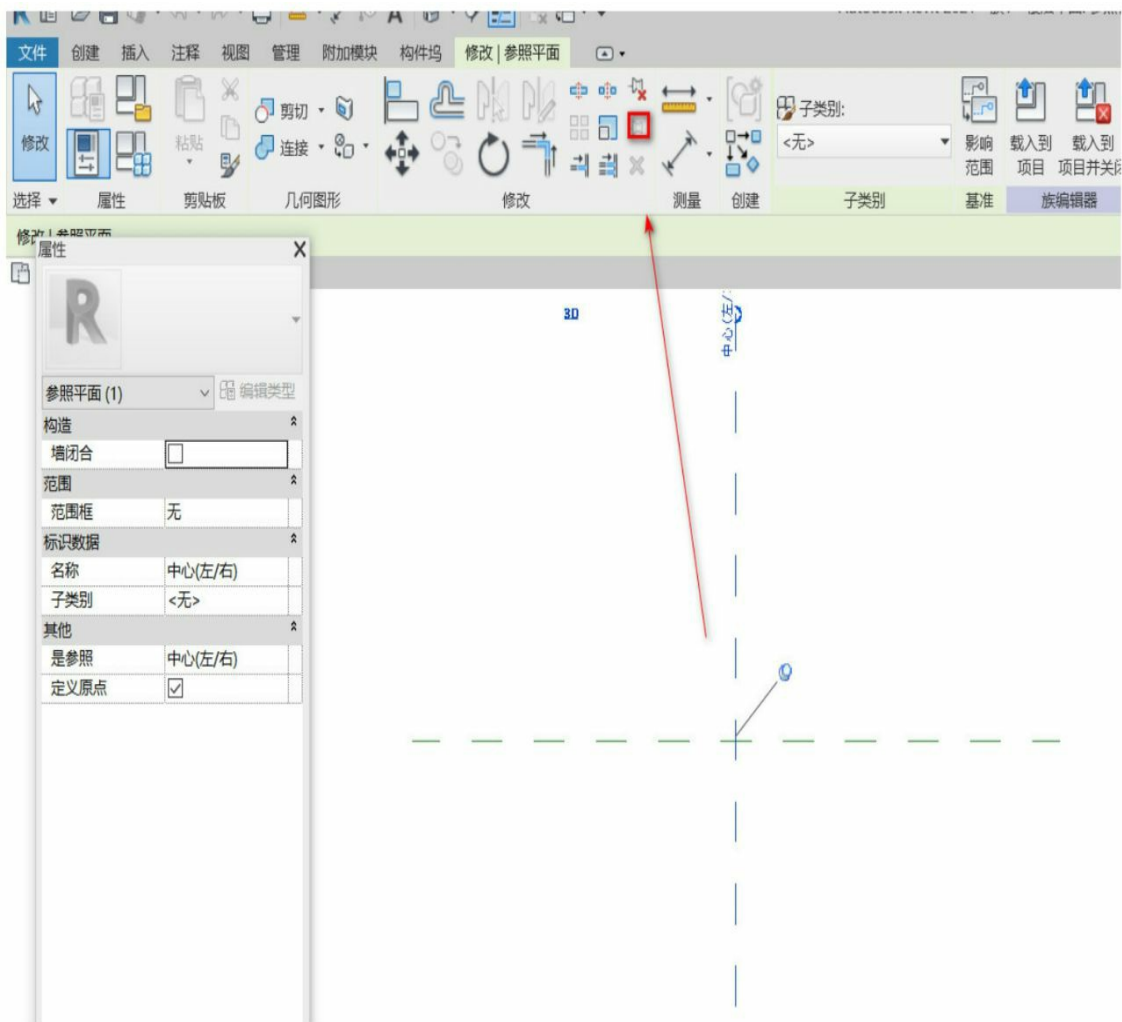 文件 创建 插入 注释 视图 管理 附加模块 构件坞 修改 | 参照平面
修改 粘贴 剪切 连接 子类别: <无> 影响 范围 载入到 项目 载入到 项目并关闭
选择 属性 剪贴板 几何图形 修改 测量 创建 子类别 基准 族编辑器
修改 | 参照平面
属性 X
3D
中心(左/
参照平面 (1) 编辑类型
构造
墙闭合
范围
范围框 无
标识数据
名称 中心(左/右)
子类别 <无>
其他
是参照 中心(左/右)
定义原点